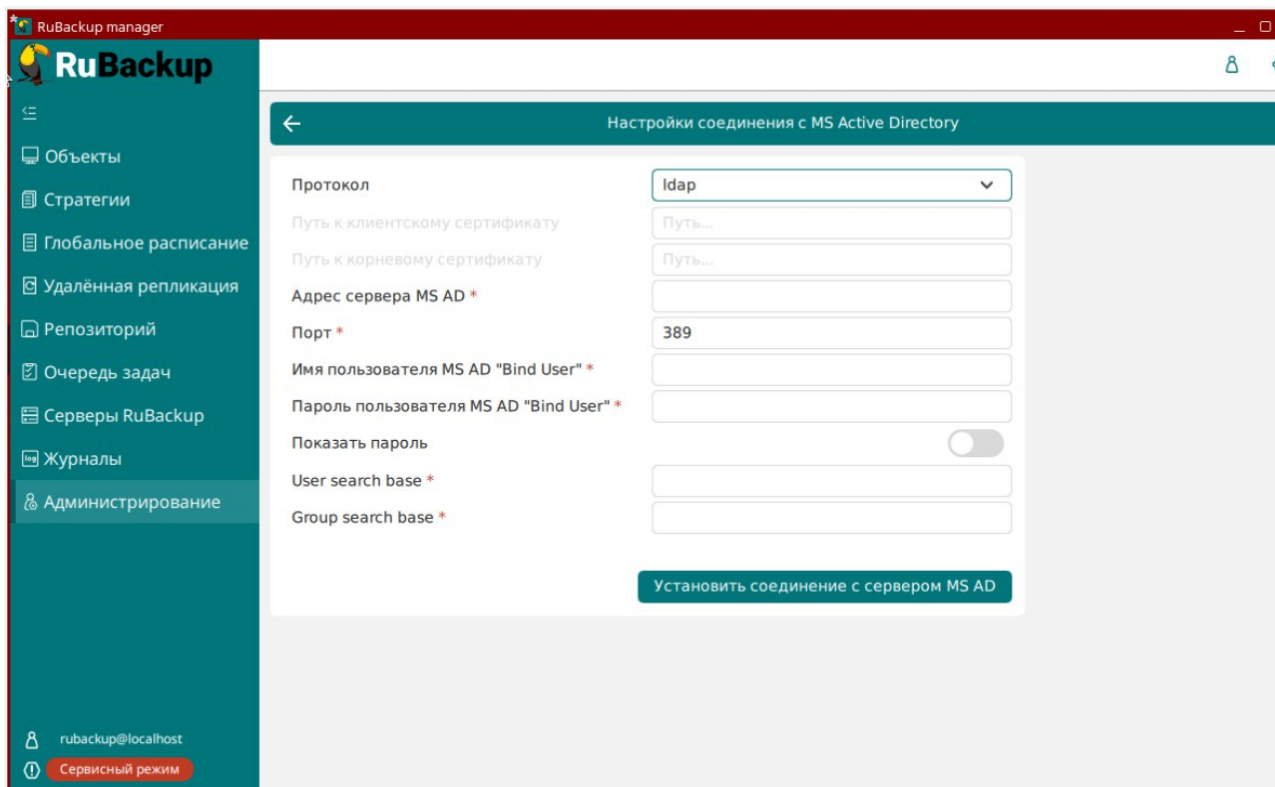 RuBackup manager
RuBackup
Объекты
Стратегии
Глобальное расписание
Удалённая репликация
Репозиторий
Очередь задач
Серверы RuBackup
log Журналы
Администрирование
rubackup@localhost
Сервисный режим
Настройки соединения с MS Active Directory
Протокол ldap
Путь к клиентскому сертификату Путь...
Путь к корневому сертификату Путь...
Адрес сервера MS AD *
Порт * 389
Имя пользователя MS AD "Bind User" *
Пароль пользователя MS AD "Bind User" *
Показать пароль
User search base *
Group search base *
Установить соединение с сервером MS AD